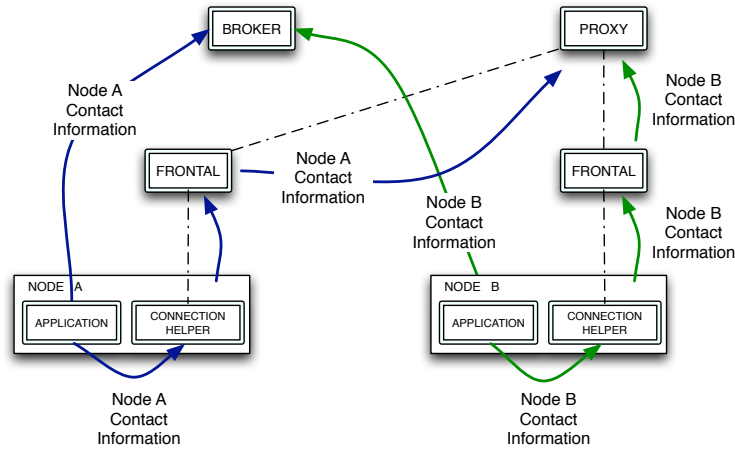 BROKER
PROXY
Node A
Contact
Information
Node B
Contact
Information
FRONTAL
Node A
Contact
Information
FRONTAL
Node B
Contact
Information
Node B
Contact
Information
NODE A
APPLICATION
CONNECTION
HELPER
NODE B
APPLICATION
CONNECTION
HELPER
Node A
Contact
Information
Node B
Contact
Information